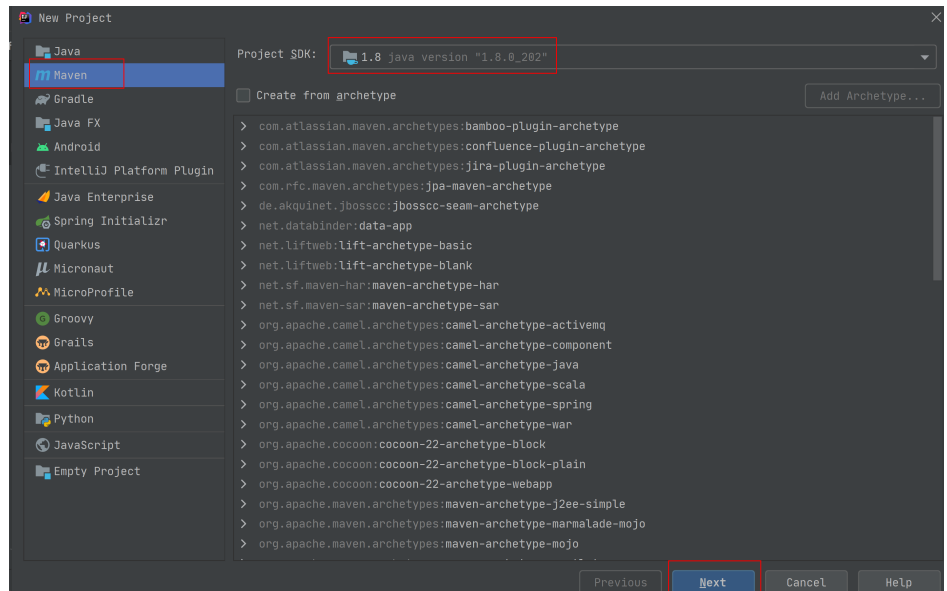 New Project
Java
Maven
Gradle
Java FX
Android
IntelliJ Platform Plugin
Java Enterprise
Spring Initializr
Quarkus
Micronaut
MicroProfile
Groovy
Grails
Application Forge
Kotlin
Python
JavaScript
Empty Project
Project SDK: 1.8 java version "1.8.0_202"
Create from archetype Add Archetype...
com.atlassian.maven.archetypes:bamboo-plugin-archetype
com.atlassian.maven.archetypes:confluence-plugin-archetype
com.atlassian.maven.archetypes:jira-plugin-archetype
com.rfc.maven.archetypes:jpa-maven-archetype
de.akquinet.jbosscc:jbosscc-seam-archetype
net.databinder:data-app
net.liftweb:lift-archetype-basic
net.liftweb:lift-archetype-blank
net.sf.maven-har:maven-archetype-har
net.sf.maven-sar:maven-archetype-sar
org.apache.camel.archetypes:camel-archetype-activemq
org.apache.camel.archetypes:camel-archetype-component
org.apache.camel.archetypes:camel-archetype-java
org.apache.camel.archetypes:camel-archetype-scala
org.apache.camel.archetypes:camel-archetype-spring
org.apache.camel.archetypes:camel-archetype-war
org.apache.cocoon:cocoon-22-archetype-block
org.apache.cocoon:cocoon-22-archetype-block-plain
org.apache.cocoon:cocoon-22-archetype-webapp
org.apache.maven.archetypes:maven-archetype-j2ee-simple
org.apache.maven.archetypes:maven-archetype-marmalade-mojo
org.apache.maven.archetypes:maven-archetype-mojo
Previous Next Cancel Help